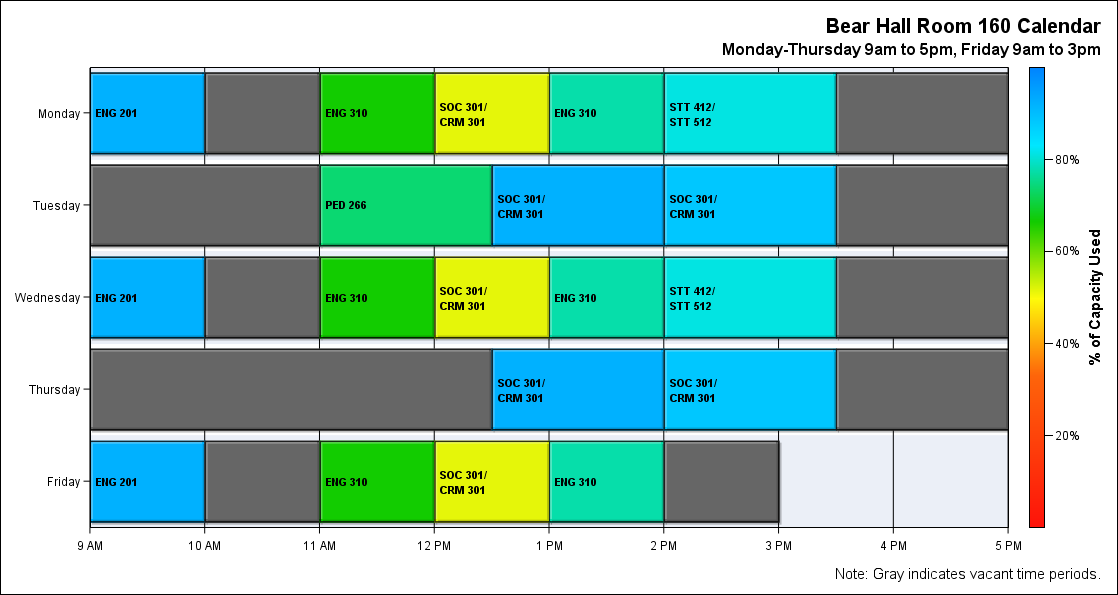 Bear Hall Room 160 Calendar
Monday-Thursday 9am to 5pm, Friday 9am to 3pm
Monday
ENG 201
ENG 310
SOC 301/
CRM 301
ENG 310
STT 412/
STT 512
Tuesday
PED 266
SOC 301/
CRM 301
SOC 301/
CRM 301
Wednesday
ENG 201
ENG 310
SOC 301/
CRM 301
ENG 310
STT 412/
STT 512
Thursday
SOC 301/
CRM 301
SOC 301/
CRM 301
Friday
ENG 201
ENG 310
SOC 301/
CRM 301
ENG 310
9 AM
10 AM
11 AM
12 PM
1 PM
2 PM
3 PM
4 PM
5 PM
80%
60%
40%
20%
% of Capacity Used
Note: Gray indicates vacant time periods.